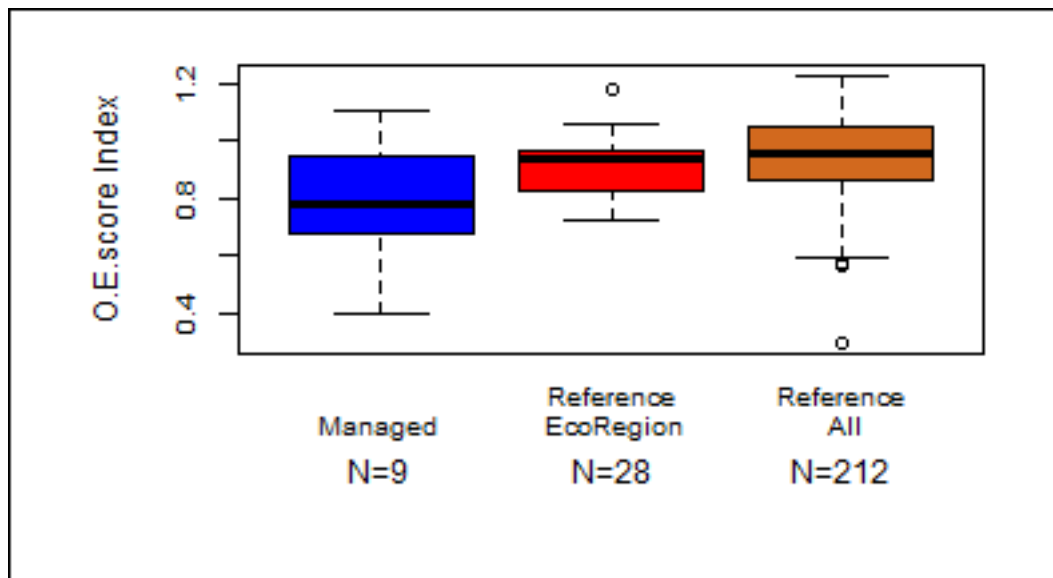 O.E.score Index
1.2
0.8
0.4
Managed
Reference
EcoRegion
Reference
All
N=9
N=28
N=212